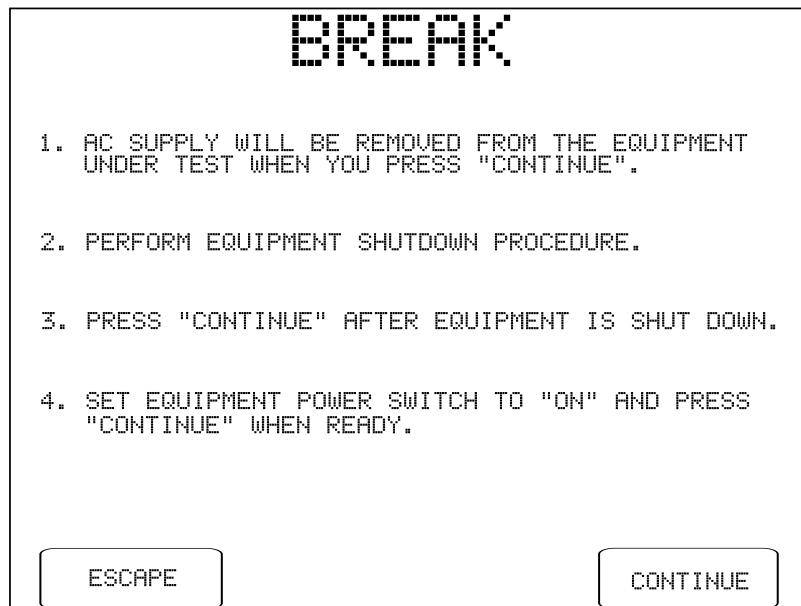 BREAK
1. AC SUPPLY WILL BE REMOVED FROM THE EQUIPMENT
UNDER TEST WHEN YOU PRESS "CONTINUE".
2. PERFORM EQUIPMENT SHUTDOWN PROCEDURE.
3. PRESS "CONTINUE" AFTER EQUIPMENT IS SHUT DOWN.
4. SET EQUIPMENT POWER SWITCH TO "ON" AND PRESS
"CONTINUE" WHEN READY.
ESCAPE
CONTINUE